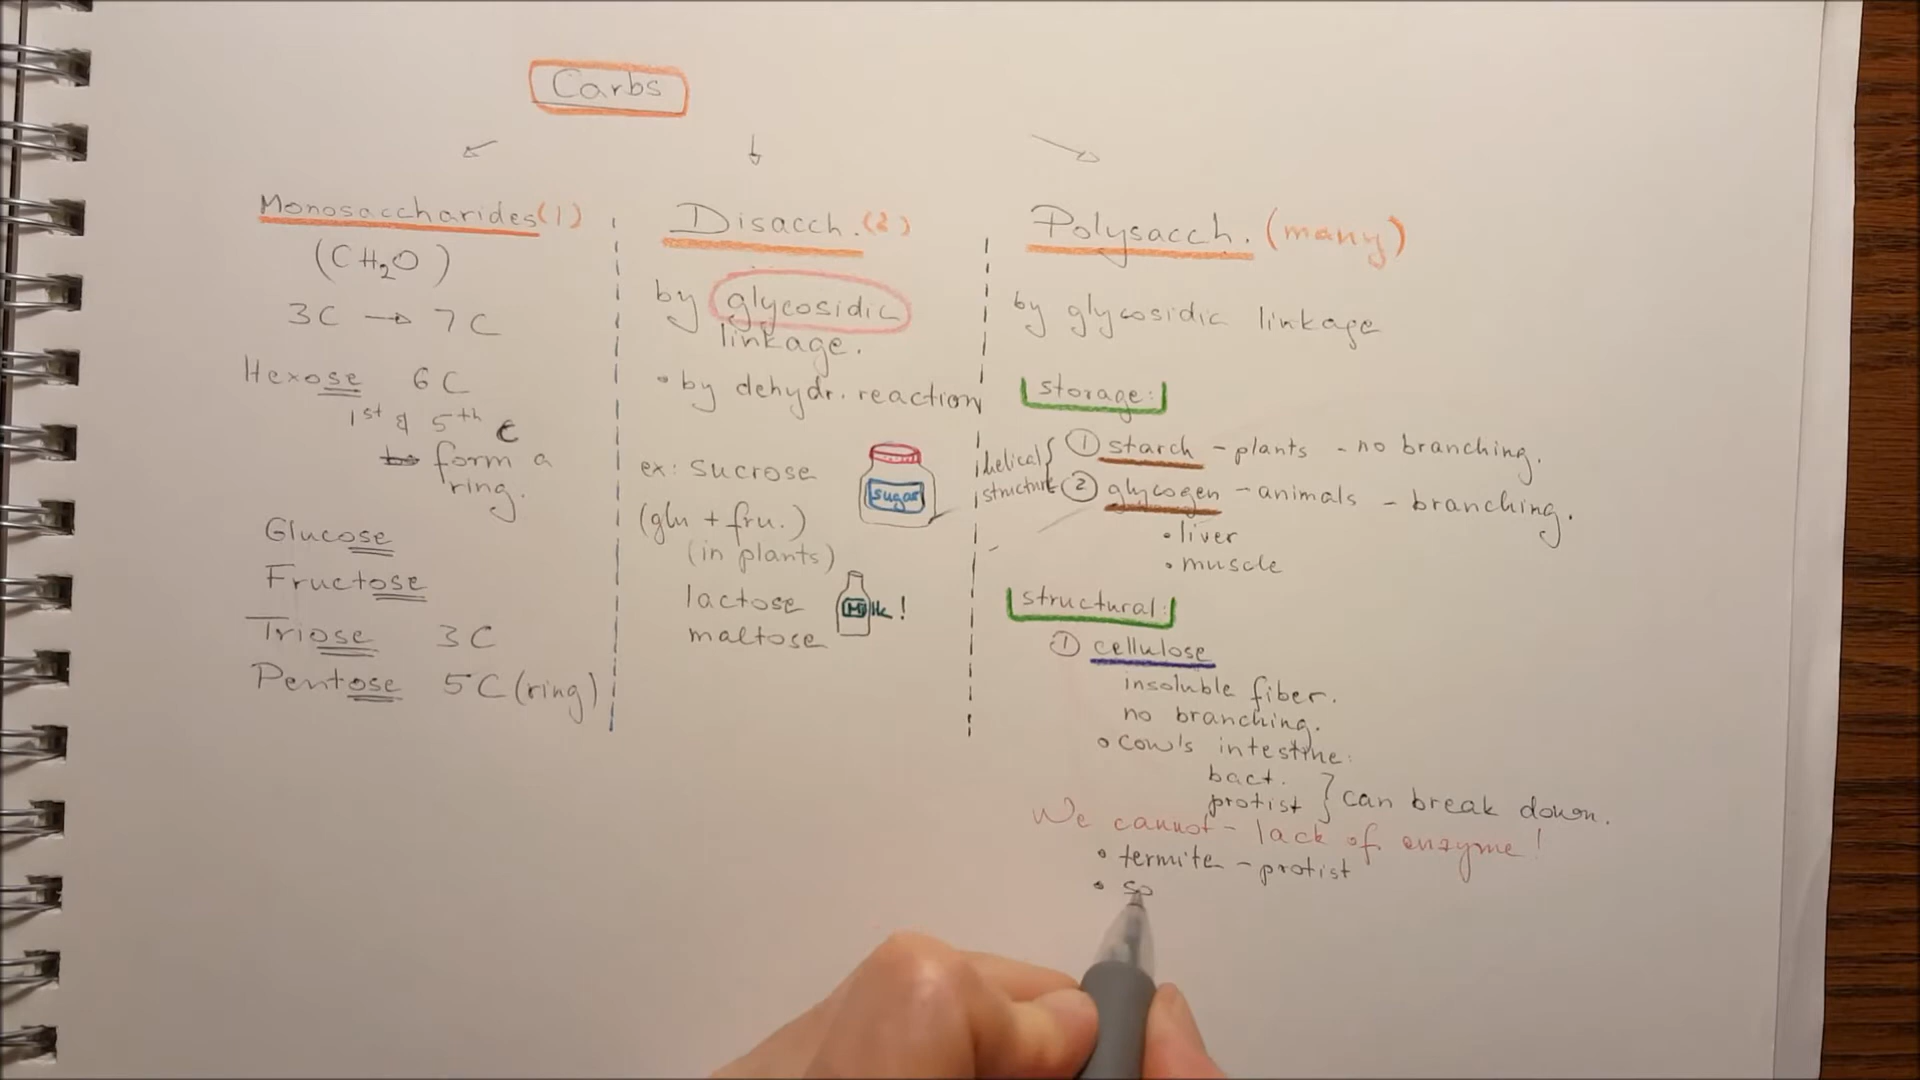 Carbs
Monosaccharides (1)
(CH₂O)
3C → 7C
Hexose 6C
1st & 5th C
form a
ring.
Glucose
Fructose
Triose 3C
Pentose 5C (ring)
Disacch. (2)
by glycosidic
linkage.
• by dehydr. reaction
ex: sucrose
sugar
(glu + fru.)
(in plants)
lactose
Milk!
maltose
Polysacch. (many)
by glycosidic linkage
storage:
helical
structure
① starch - plants - no branching.
② glycogen - animals - branching.
• liver
• muscle
structural:
① cellulose
insoluble fiber.
no branching.
• cow's intestine:
bact.
protist } can break down.
We cannot - lack of enzyme!
• termite - protist
• so